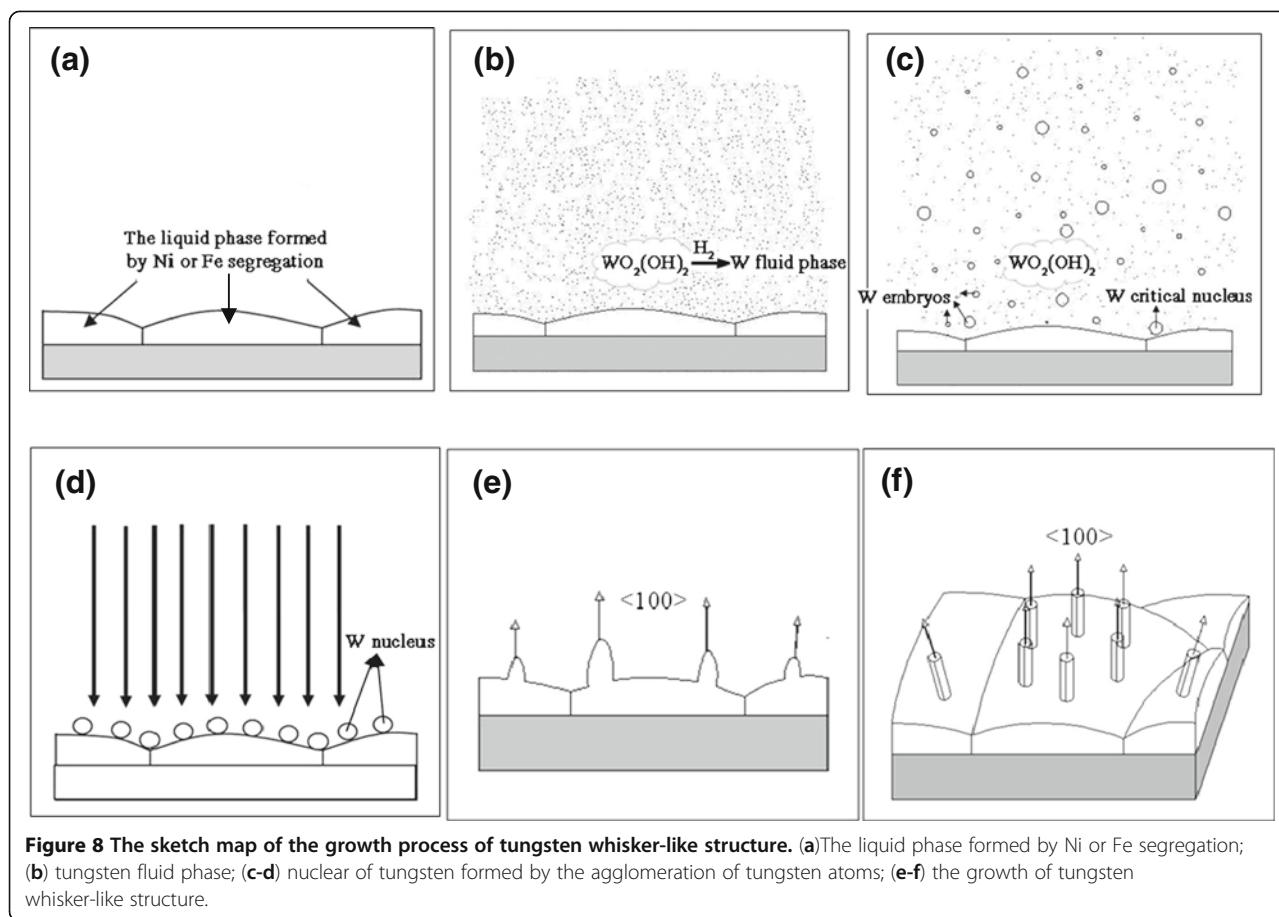 (a)
The liquid phase formed
by Ni or Fe segregation
(b)
WO2(OH)2 H2 W fluid phase
(c)
WO2(OH)2
W embryos
W critical nucleus
(d)
W nucleus
(e)
<100>
(f)
<100>
Figure 8 The sketch map of the growth process of tungsten whisker-like structure. (a)The liquid phase formed by Ni or Fe segregation;
(b) tungsten fluid phase; (c-d) nuclear of tungsten formed by the agglomeration of tungsten atoms; (e-f) the growth of tungsten
whisker-like structure.